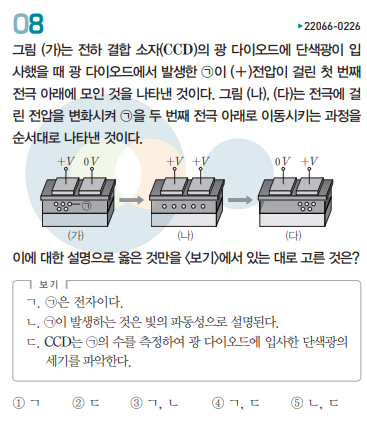 08
▶22066-0226
그림 (가)는 전하 결합 소자(CCD)의 광 다이오드에 단색광이 입
사했을 때 광 다이오드에서 발생한 ㉠이 (+)전압이 걸린 첫 번째
전극 아래에 모인 것을 나타낸 것이다. 그림 (나), (다)는 전극에 걸
린 전압을 변화시켜 ㉠을 두 번째 전극 아래로 이동시키는 과정을
순서대로 나타낸 것이다.
+V 0V +V +V 0V +V
㉠
(가) (나) (다)
이에 대한 설명으로 옳은 것만을 <보기>에서 있는 대로 고른 것은?
보기
ㄱ. ㉠은 전자이다.
ㄴ. ㉠이 발생하는 것은 빛의 파동성으로 설명된다.
ㄷ. CCD는 ㉠의 수를 측정하여 광 다이오드에 입사한 단색광의
세기를 파악한다.
① ㄱ ② ㄷ ③ ㄱ, ㄴ ④ ㄱ, ㄷ ⑤ ㄴ, ㄷ